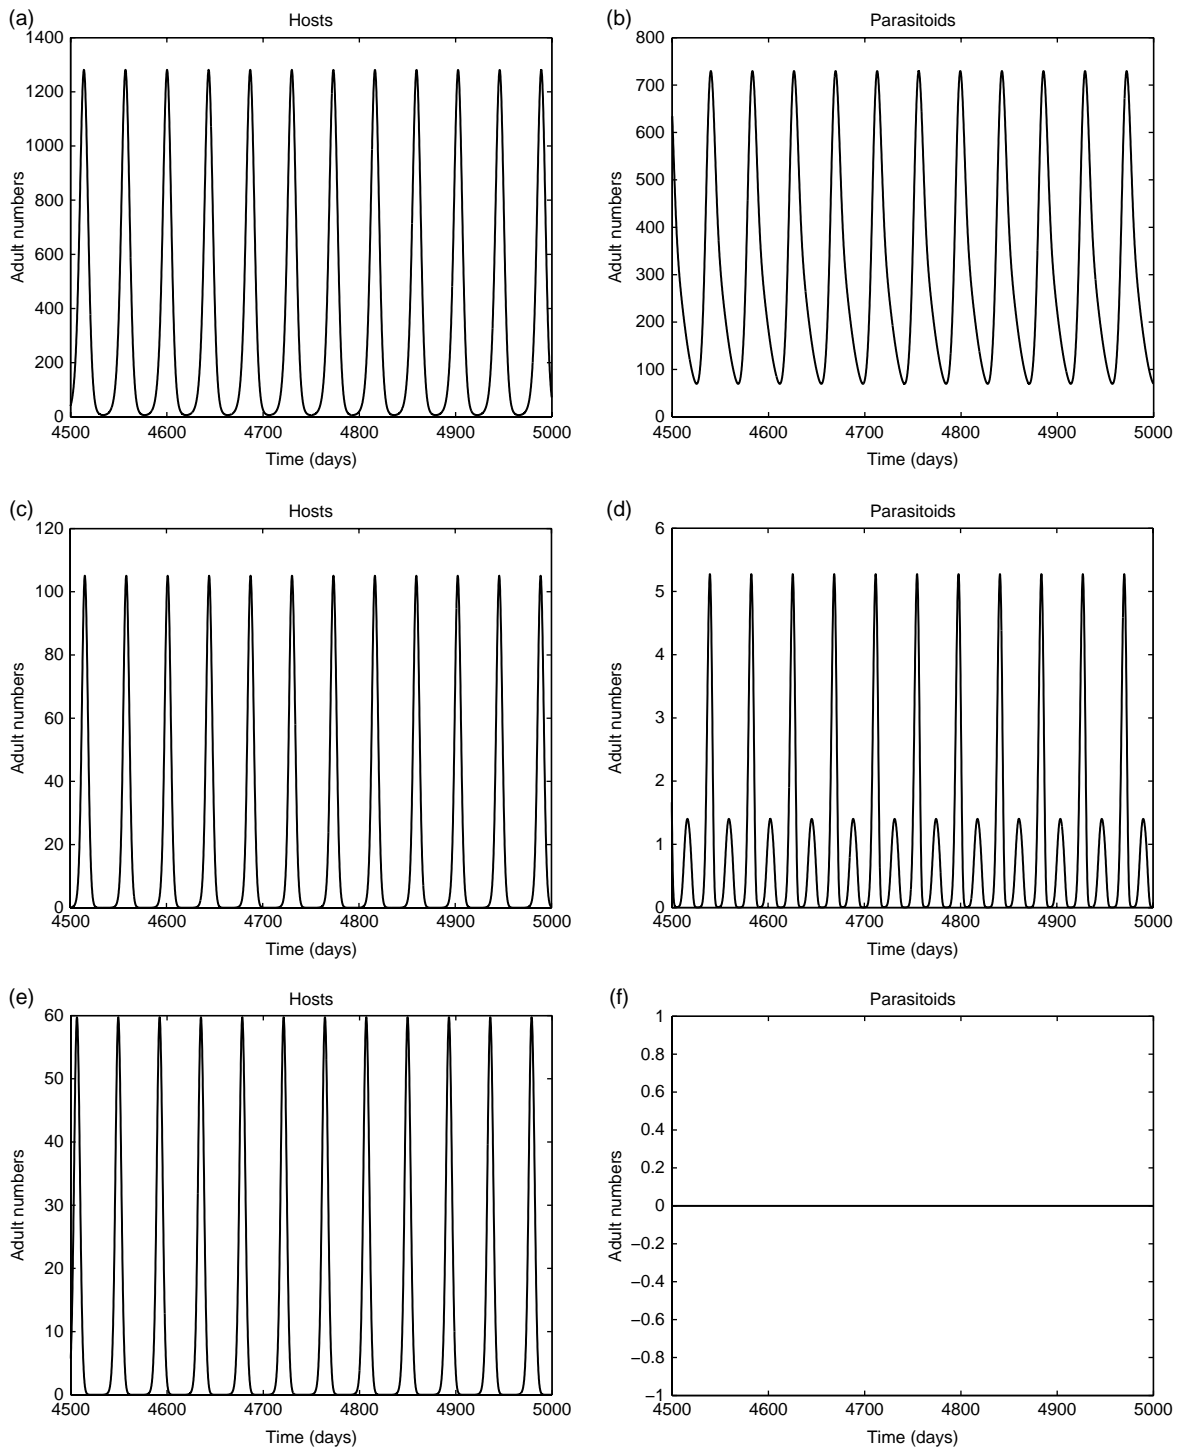 (a)
Hosts
Adult numbers
1400
1200
1000
800
600
400
200
0
4500 4600 4700 4800 4900 5000
Time (days)
(b)
Parasitoids
Adult numbers
800
700
600
500
400
300
200
100
0
4500 4600 4700 4800 4900 5000
Time (days)
(c)
Hosts
Adult numbers
120
100
80
60
40
20
0
4500 4600 4700 4800 4900 5000
Time (days)
(d)
Parasitoids
Adult numbers
6
5
4
3
2
1
0
4500 4600 4700 4800 4900 5000
Time (days)
(e)
Hosts
Adult numbers
60
50
40
30
20
10
0
4500 4600 4700 4800 4900 5000
Time (days)
(f)
Parasitoids
Adult numbers
1
0.8
0.6
0.4
0.2
0
−0.2
−0.4
−0.6
−0.8
−1
4500 4600 4700 4800 4900 5000
Time (days)